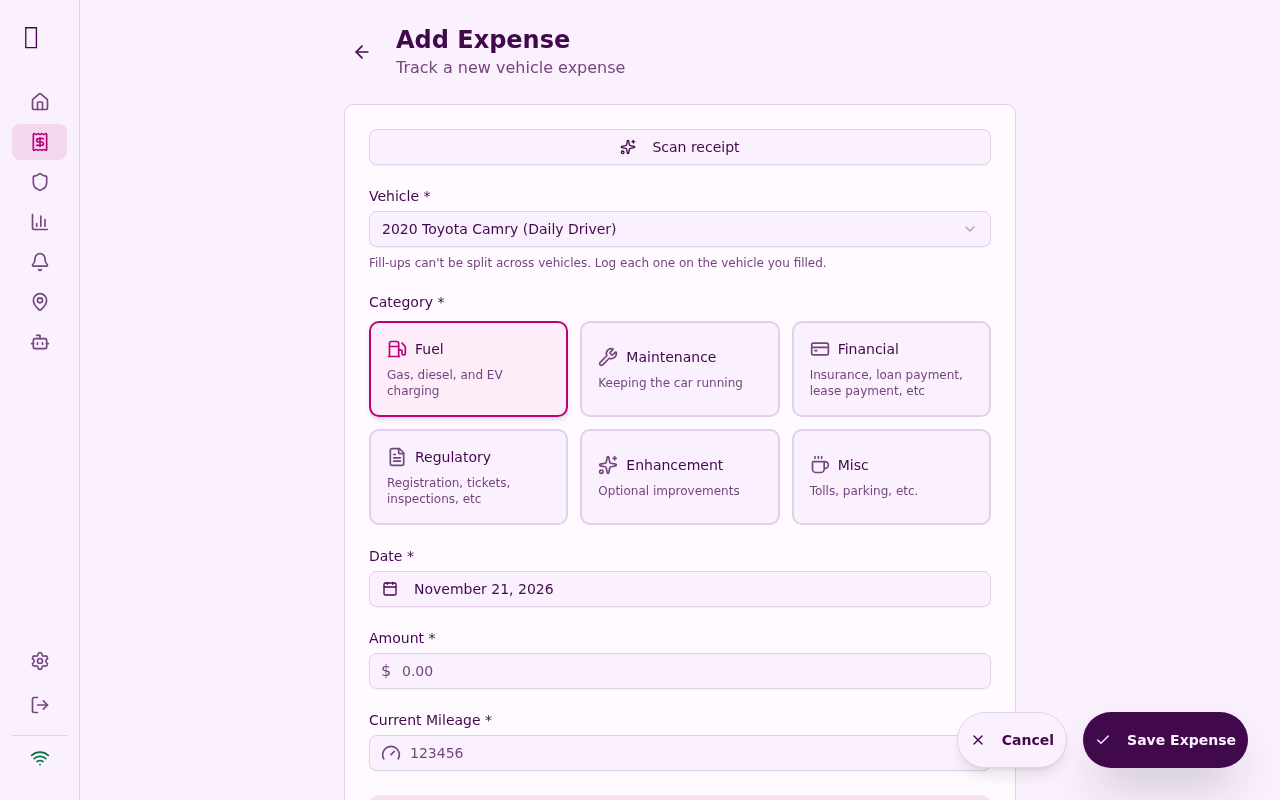 Add Expense
Track a new vehicle expense
Scan receipt
Vehicle *
2020 Toyota Camry (Daily Driver)
Fill-ups can't be split across vehicles. Log each one on the vehicle you filled.
Category *
Fuel
Gas, diesel, and EV
charging
Maintenance
Keeping the car running
Financial
Insurance, loan payment,
lease payment, etc
Regulatory
Registration, tickets,
inspections, etc
Enhancement
Optional improvements
Misc
Tolls, parking, etc.
Date *
November 21, 2026
Amount *
$ 0.00
Current Mileage *
123456
Cancel
Save Expense